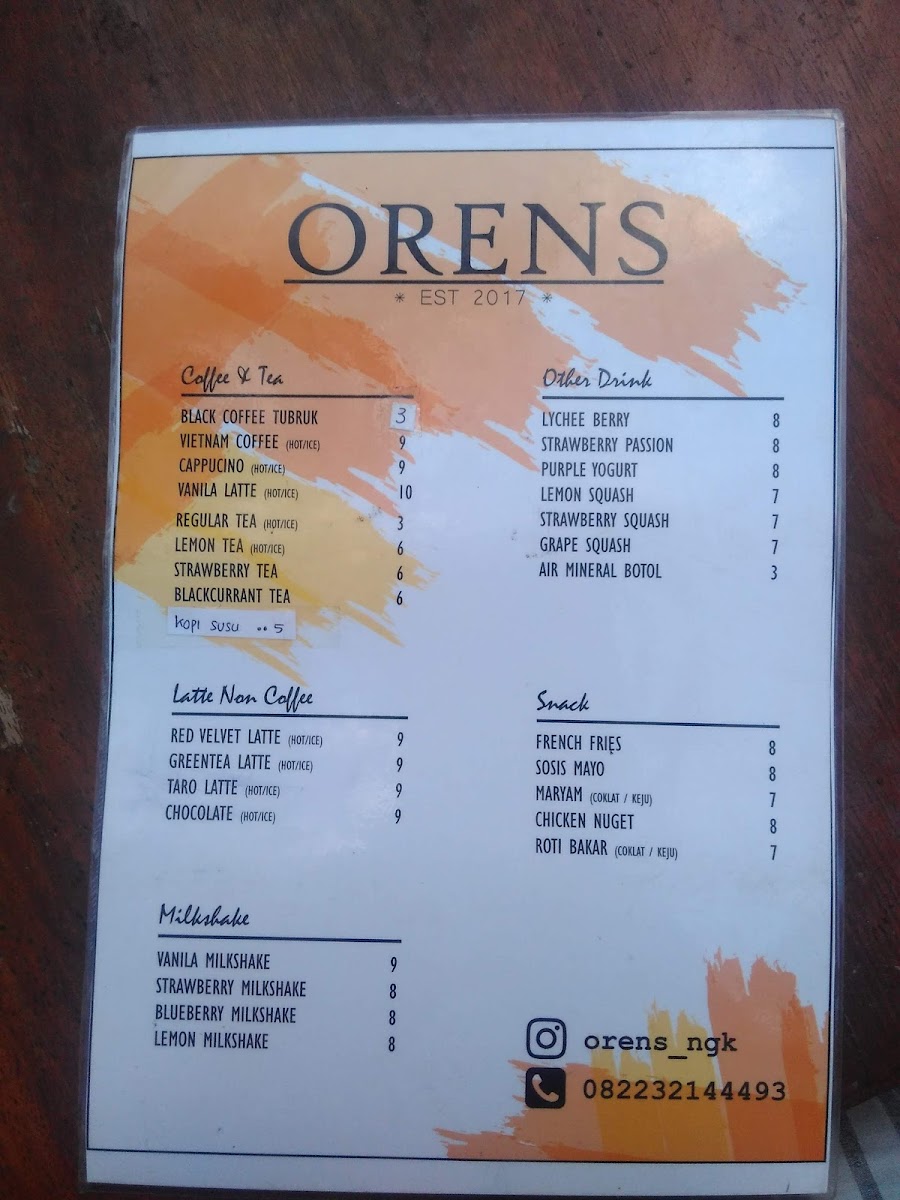 ORENS
* EST 2017 *
Coffee & Tea
BLACK COFFEE TUBRUK 3
VIETNAM COFFEE (HOT/ICE) 9
CAPPUCINO (HOT/ICE) 9
VANILA LATTE (HOT/ICE) 10
REGULAR TEA (HOT/ICE) 3
LEMON TEA (HOT/ICE) 6
STRAWBERRY TEA 6
BLACKCURRANT TEA 6
kopi susu .. 5
Other Drink
LYCHEE BERRY 8
STRAWBERRY PASSION 8
PURPLE YOGURT 8
LEMON SQUASH 7
STRAWBERRY SQUASH 7
GRAPE SQUASH 7
AIR MINERAL BOTOL 3
Latte Non Coffee
RED VELVET LATTE (HOT/ICE) 9
GREENTEA LATTE (HOT/ICE) 9
TARO LATTE (HOT/ICE) 9
CHOCOLATE (HOT/ICE) 9
Snack
FRENCH FRIES 8
SOSIS MAYO 8
MARYAM (COKLAT / KEJU) 7
CHICKEN NUGET 8
ROTI BAKAR (COKLAT / KEJU) 7
Milkshake
VANILA MILKSHAKE 9
STRAWBERRY MILKSHAKE 8
BLUEBERRY MILKSHAKE 8
LEMON MILKSHAKE 8
orens_ngk
082232144493